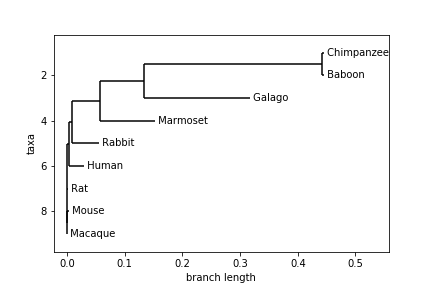 Chimpanzee
2
Baboon
Galago
4
Marmoset
Rabbit
taxa
6
Human
Rat
8
Mouse
Macaque
0.0 0.1 0.2 0.3 0.4 0.5
branch length